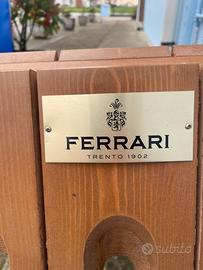 FERRARI
TRENTO 1902
subito